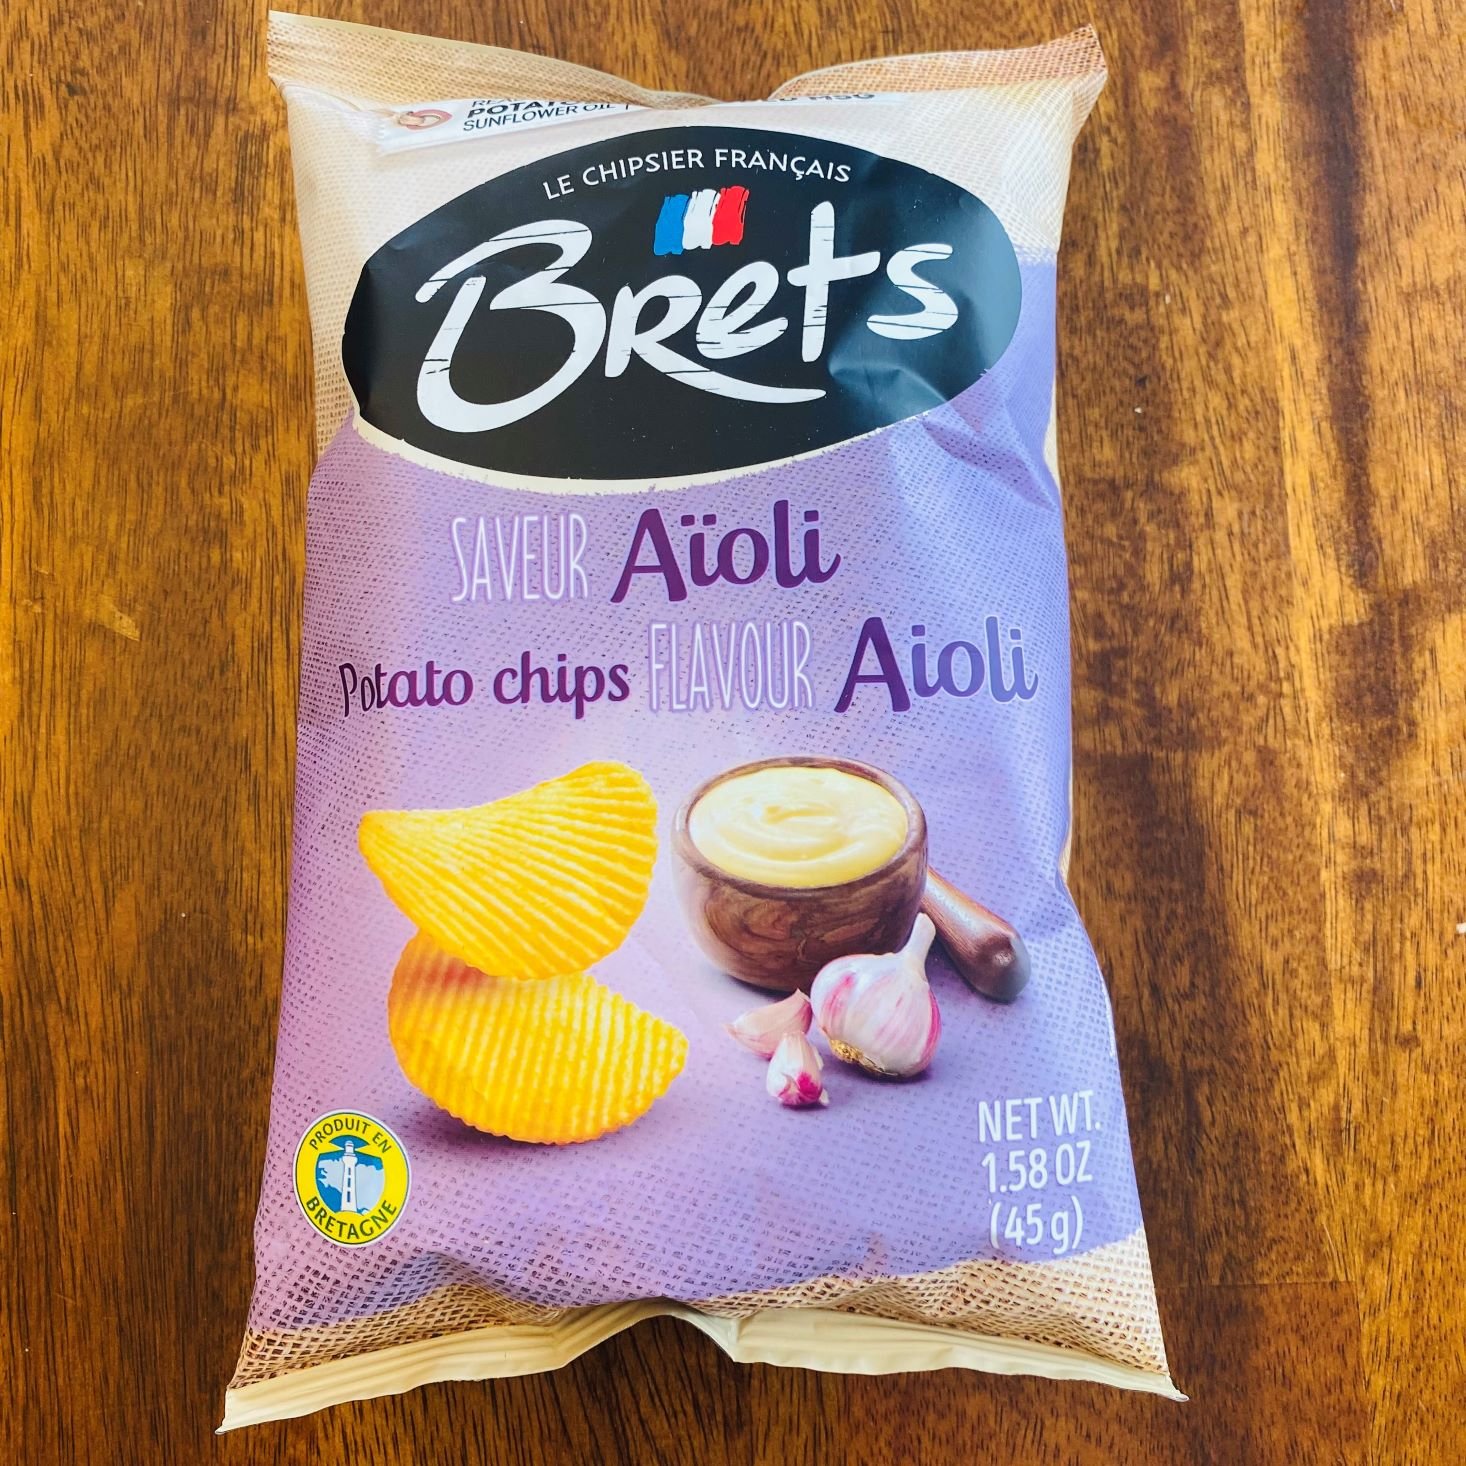 POTATO
SUNFLOWER OIL
LE CHIPSIER FRANÇAIS
Brets
SAVEUR Aïoli
Potato chips FLAVOUR Aioli
PRODUIT EN
BRETAGNE
NET WT.
1.58 OZ
(45 g)